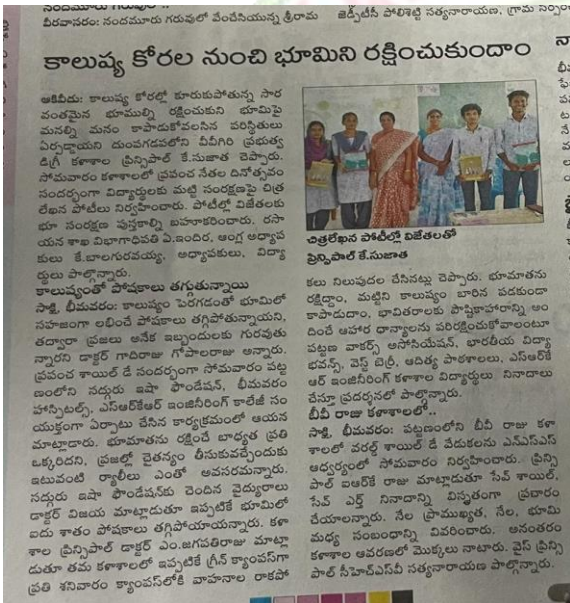 వీరవాసరం: నందమూరు గరువులో వేంచేసియున్న శ్రీరామ
జెడ్పీటీసీ పోలిశెట్టి సత్యనారాయణ, గ్రామ సర్పం
కాలుష్య కోరల నుంచి భూమిని రక్షించుకుందాం
ఆకివీడు: కాలుష్య కోరల్లో కూరుకుపోతున్న సార
వంతమైన భూముల్ని రక్షించుకుని భూమిపై
మనల్ని మనం కాపాడుకోవలసిన పరిస్థితులు
ఏర్పడ్డాయని దుంపగడపలోని వీవీగిరి ప్రభుత్వ
డిగ్రీ కళాశాల ప్రిన్సిపాల్ కే.సుజాత చెప్పారు.
సోమవారం కళాశాలలో ప్రపంచ నేతల దినోత్సవం
సందర్భంగా విద్యార్థులకు మట్టి సంరక్షణపై చిత్ర
లేఖన పోటీలు నిర్వహించారు. పోటీల్లో విజేతలకు
భూ సంరక్షణ పుస్తకాల్ని బహూకరించారు. రసా
యన శాఖ విభాగాధిపతి ఏ.ఇందిర, ఆంగ్ల అధ్యాప
కులు కే.బాలగురవయ్య, అధ్యాపకులు, విద్యా
ర్థులు పాల్గొన్నారు.
కాలుష్యంతో పోషకాలు తగ్గుతున్నాయి
సాక్షి, భీమవరం: కాలుష్యం పెరగడంతో భూమిలో
సహజంగా లభించే పోషకాలు తగ్గిపోతున్నాయని,
తద్వారా ప్రజలు అనేక ఇబ్బందులకు గురవుతు
న్నారని డాక్టర్ గాదిరాజు గోపాలరాజు అన్నారు.
ప్రపంచ శాయిల్ డే సందర్భంగా సోమవారం పట్ట
ణంలోని సద్గురు ఇషా ఫౌండేషన్, భీమవరం
హాస్పిటల్స్, ఎస్ఆర్‌కేఆర్ ఇంజినీరింగ్ కాలేజీ సం
యుక్తంగా ఏర్పాటు చేసిన కార్యక్రమంలో ఆయన
మాట్లాడారు. భూమాతను రక్షించే బాధ్యత ప్రతి
ఒక్కరిదని, ప్రజల్లో చైతన్యం తీసుకువచ్చేందుకు
ఇటువంటి ర్యాలీలు ఎంతో అవసరమన్నారు.
సద్గురు ఇషా ఫౌండేషన్‌కు చెందిన వైద్యురాలు
డాక్టర్ విజయ మాట్లాడుతూ ఇప్పటికే భూమిలో
ఐదు శాతం పోషకాలు తగ్గిపోయాయన్నారు. కళా
శాల ప్రిన్సిపాల్ డాక్టర్ ఎం.జగపతిరాజు మాట్లా
డుతూ తమ కళాశాలలో ఇప్పటికే గ్రీన్ క్యాంపస్‌గా
ప్రతి శనివారం క్యాంపస్‌లోకి వాహనాల రాకపో
చిత్రలేఖన పోటీల్లో విజేతలతో
ప్రిన్సిపాల్ కే.సుజాత
కలు నిలుపుదల చేసినట్లు చెప్పారు. భూమాతను
రక్షిద్దాం, మట్టిని కాలుష్యం బారిన పడకుండా
కాపాడుదాం, భావితరాలకు పౌష్టికాహారాన్ని అం
దించే ఆహార ధాన్యాలను పరిరక్షించుకోవాలంటూ
పట్టణ వాకర్స్ అసోసియేషన్, భారతీయ విద్యా
భవన్స్, వెస్ట్ బెర్రీ, ఆదిత్య పాఠశాలలు, ఎస్ఆర్‌కే
ఆర్ ఇంజినీరింగ్ కళాశాల విద్యార్థులు నినాదాలు
చేస్తూ ప్రదర్శనలో పాల్గొన్నారు.
బీవీ రాజు కళాశాలలో..
సాక్షి, భీమవరం: పట్టణంలోని బీవీ రాజు కళా
శాలలో వరల్డ్ శాయిల్ డే వేడుకలను ఎన్ఎస్ఎస్
ఆధ్వర్యంలో సోమవారం నిర్వహించారు. ప్రిన్సి
పాల్ ఐఆర్‌కే రాజు మాట్లాడుతూ సేవ్ శాయిల్,
సేవ్ ఎర్త్ నినాదాన్ని విస్తృతంగా ప్రచారం
చేయాలన్నారు. నేల ప్రాముఖ్యత, నేల, భూమి
మధ్య సంబంధాన్ని వివరించారు. అనంతరం
కళాశాల ఆవరణలో మొక్కలు నాటారు. వైస్ ప్రిన్సి
పాల్ సీహెచ్ఎస్‌వీ సత్యనారాయణ పాల్గొన్నారు.